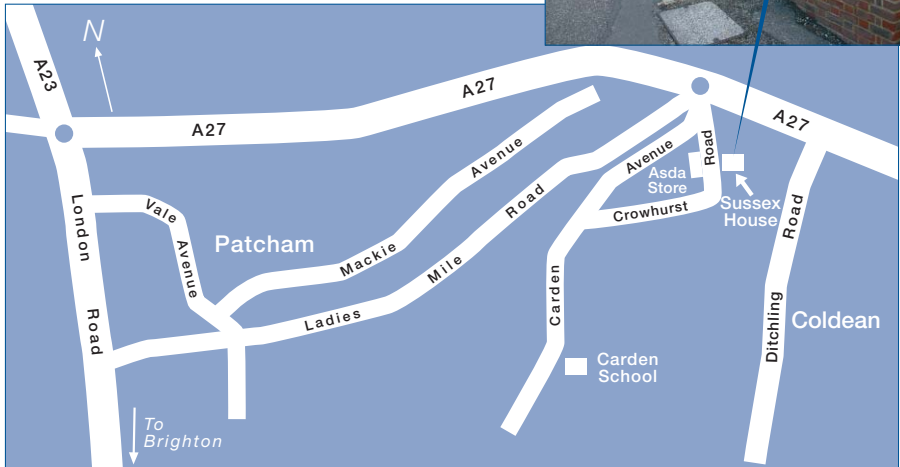 N
A23
A27
A27
A27
London
Road
Vale
Avenue
Patcham
Mackie
Avenue
Ladies
Mile
Road
Carden
Avenue
Crowhurst
Road
Asda
Store
Sussex
House
Ditchling
Road
Coldean
Carden
School
To
Brighton